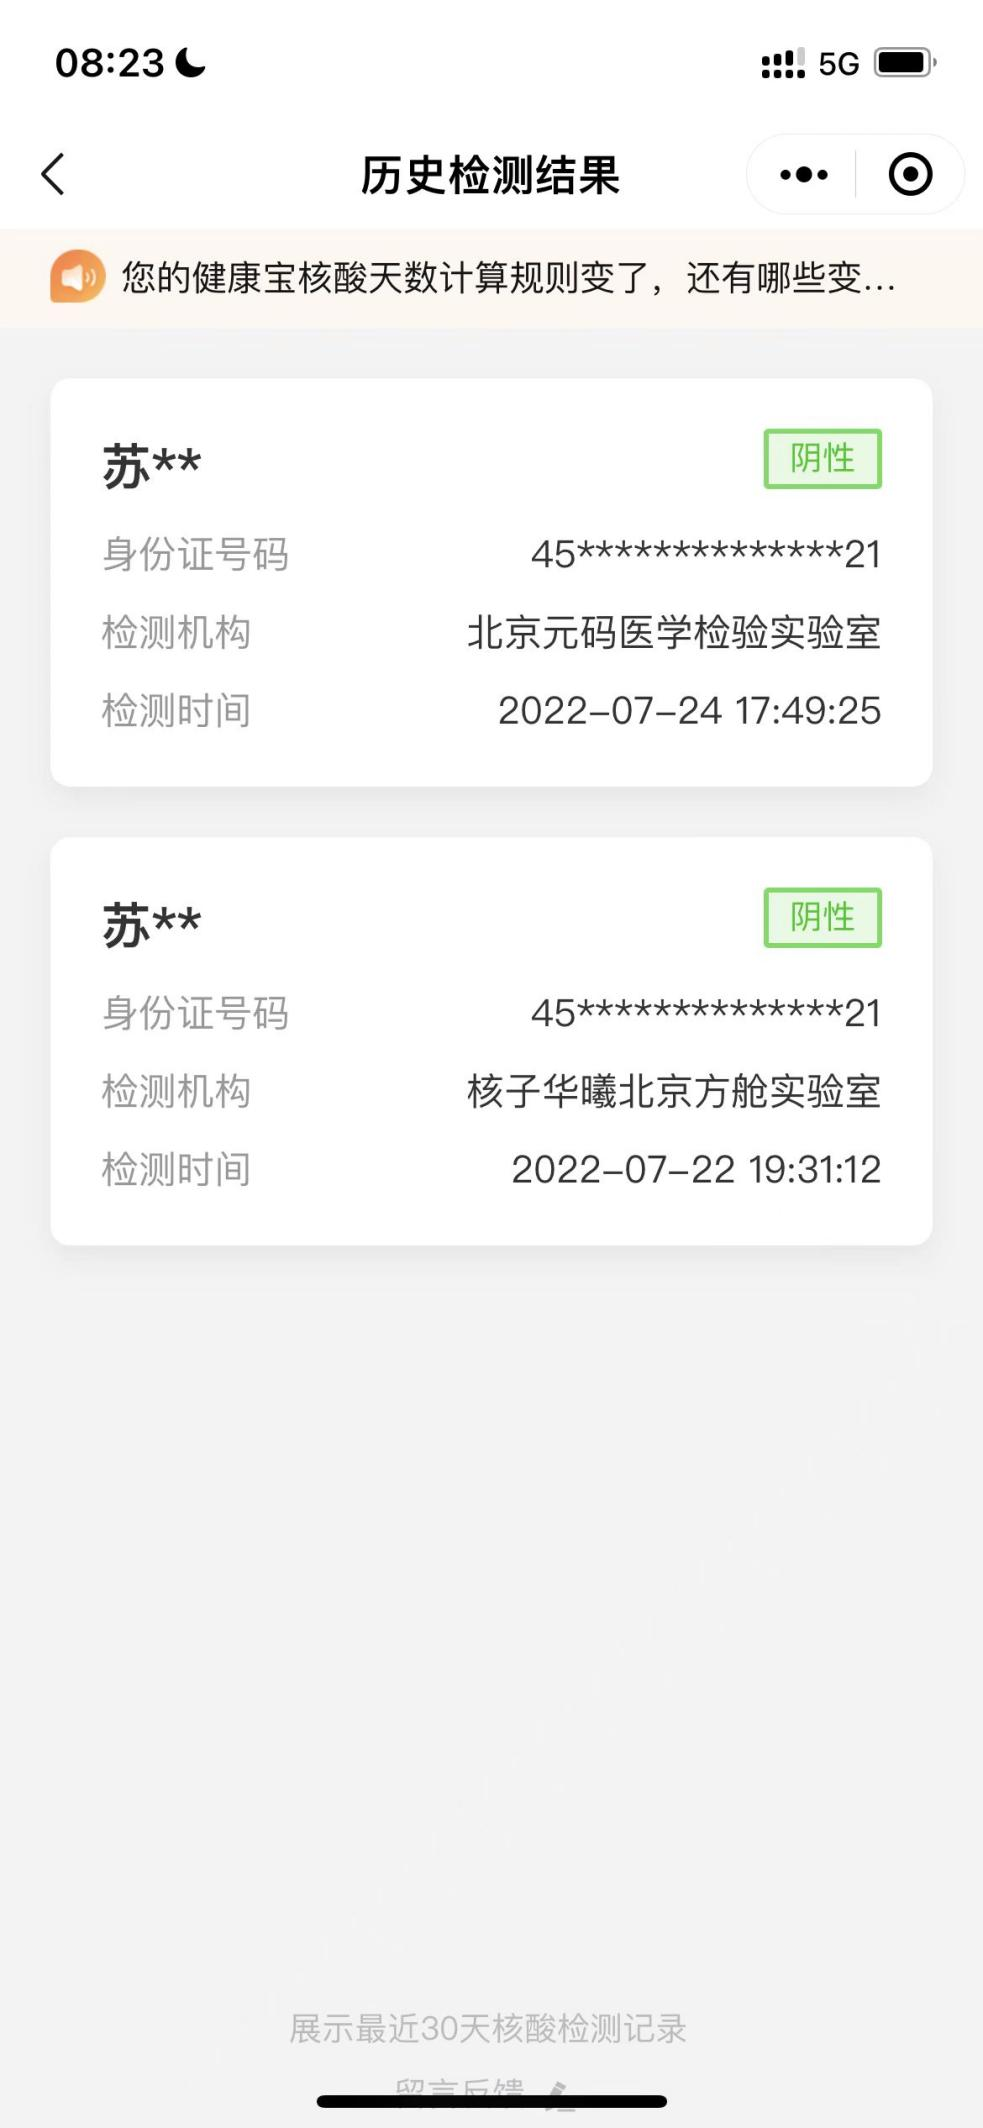 08:23
5G
历史检测结果
您的健康宝核酸天数计算规则变了，还有哪些变...
苏**
阴性
身份证号码 45**************21
检测机构 北京元码医学检验实验室
检测时间 2022-07-24 17:49:25
苏**
阴性
身份证号码 45**************21
检测机构 核子华曦北京方舱实验室
检测时间 2022-07-22 19:31:12
展示最近30天核酸检测记录
留言反馈